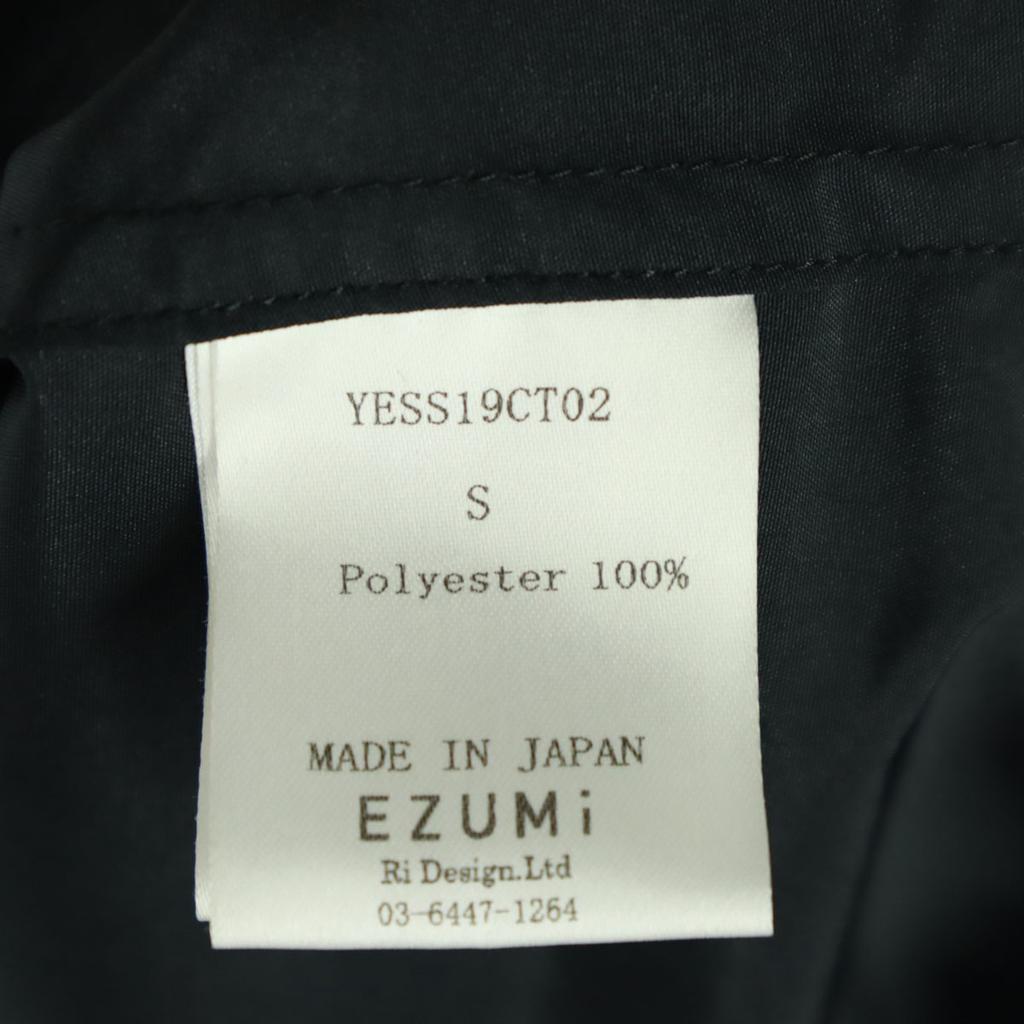 YESS19CT02
S
Polyester 100%
MADE IN JAPAN
EZUMi
Ri Design.Ltd
03-6447-1264